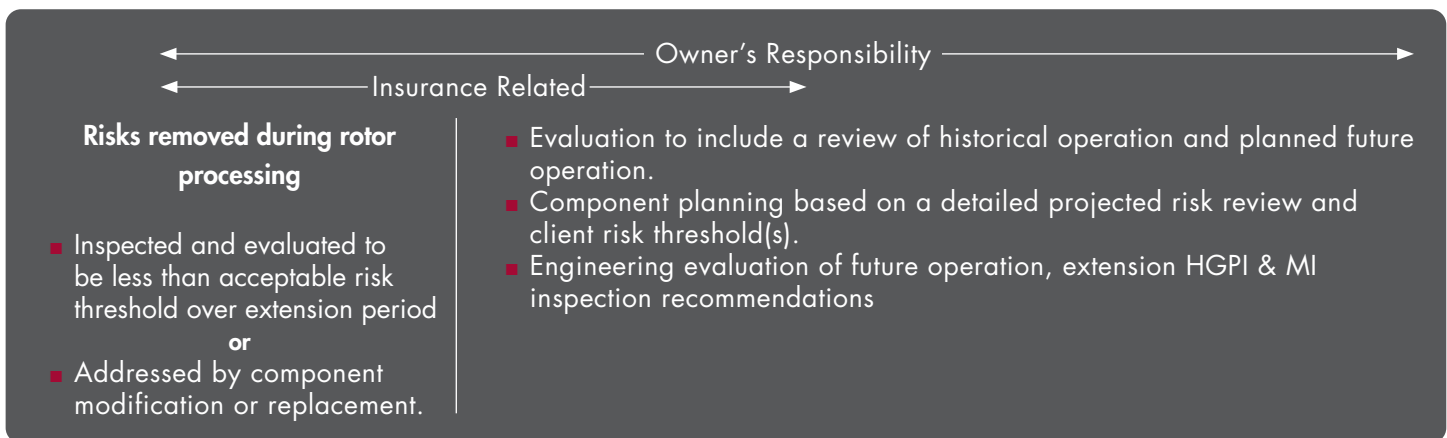 Owner’s Responsibility
Insurance Related
Risks removed during rotor
processing
Inspected and evaluated to
be less than acceptable risk
threshold over extension period
or
Addressed by component
modification or replacement.
Evaluation to include a review of historical operation and planned future
operation.
Component planning based on a detailed projected risk review and
client risk threshold(s).
Engineering evaluation of future operation, extension HGPI & MI
inspection recommendations